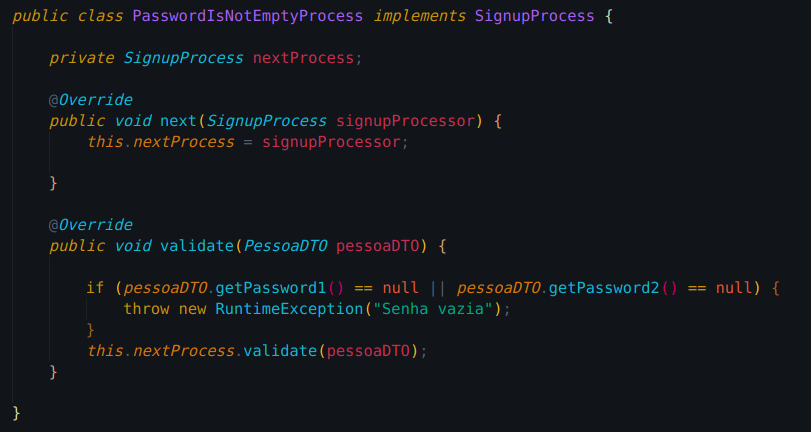 public class PasswordIsNotEmptyProcess implements SignupProcess {
private SignupProcess nextProcess;
@Override
public void next(SignupProcess signupProcessor) {
this.nextProcess = signupProcessor;
}
@Override
public void validate(PessoaDTO pessoaDTO) {
if (pessoaDTO.getPassword1() == null || pessoaDTO.getPassword2() == null) {
throw new RuntimeException("Senha vazia");
}
this.nextProcess.validate(pessoaDTO);
}
}